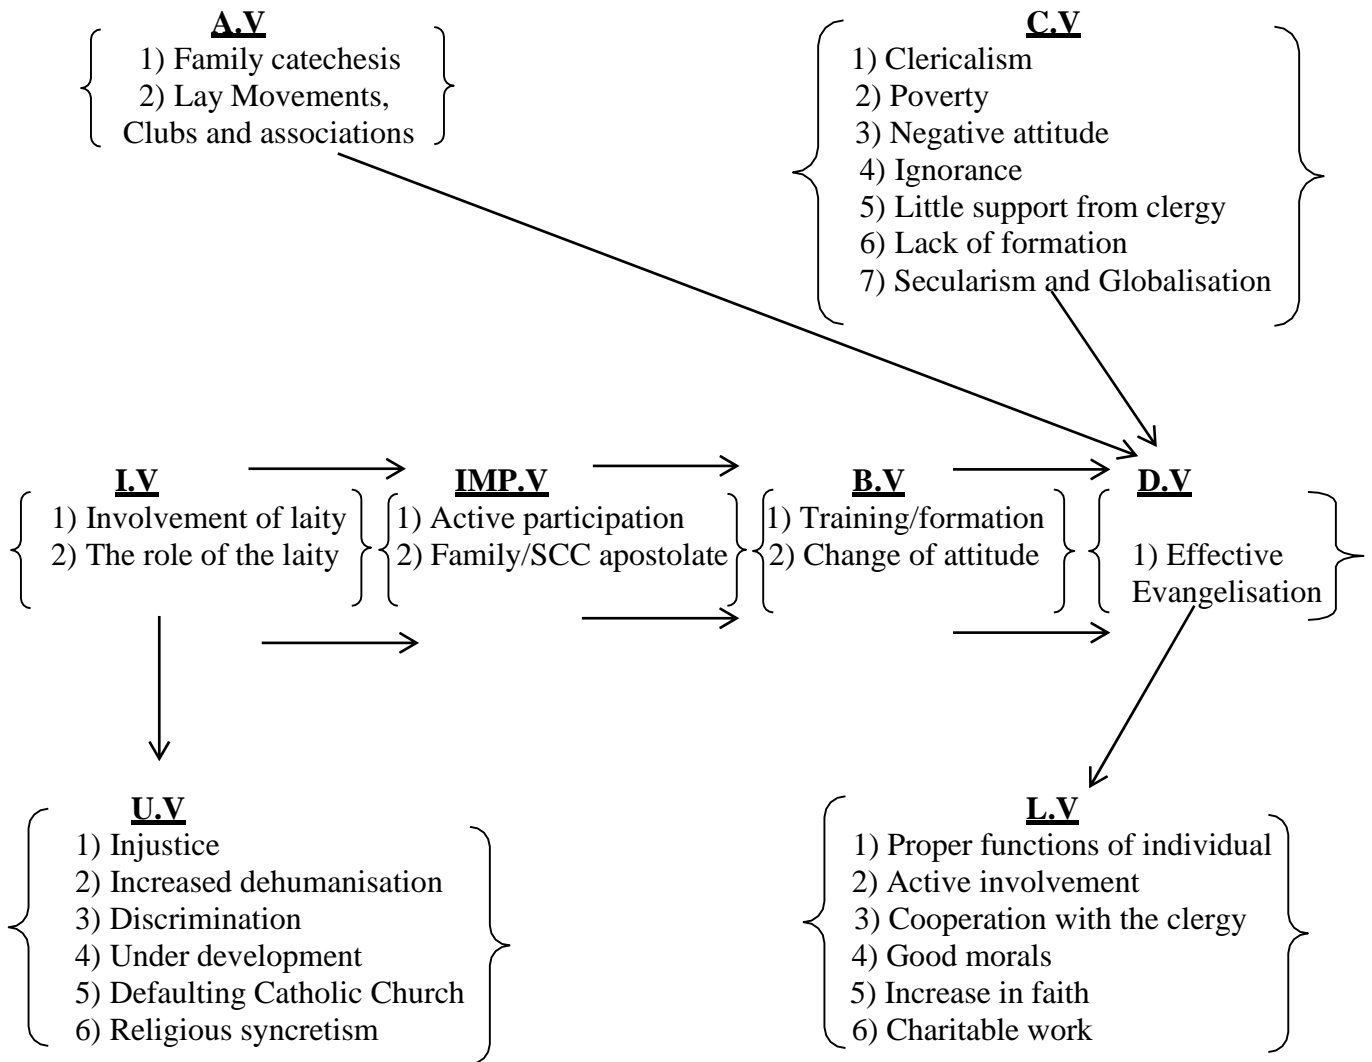 A.V
1) Family catechesis
2) Lay Movements,
Clubs and associations
C.V
1) Clericalism
2) Poverty
3) Negative attitude
4) Ignorance
5) Little support from clergy
6) Lack of formation
7) Secularism and Globalisation
I.V
1) Involvement of laity
2) The role of the laity
IMP.V
1) Active participation
2) Family/SCC apostolate
B.V
1) Training/formation
2) Change of attitude
D.V
1) Effective
Evangelisation
U.V
1) Injustice
2) Increased dehumanisation
3) Discrimination
4) Under development
5) Defaulting Catholic Church
6) Religious syncretism
L.V
1) Proper functions of individual
2) Active involvement
3) Cooperation with the clergy
4) Good morals
5) Increase in faith
6) Charitable work